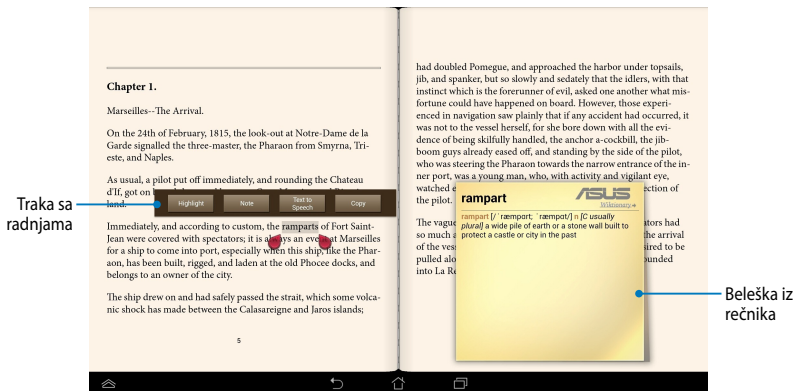 Chapter 1.
Marseilles--The Arrival.
On the 24th of February, 1815, the look-out at Notre-Dame de la
Garde signalled the three-master, the Pharaon from Smyrna, Tri-
este, and Naples.
As usual, a pilot put off immediately, and rounding the Chateau
d'If, got on
land.
Highlight
Note
Text to
Speech
Copy
Immediately, and according to custom, the ramparts of Fort Saint-
Jean were covered with spectators; it is always an event at Marseilles
for a ship to come into port, especially when this ship, like the Phar-
aon, has been built, rigged, and laden at the old Phocee docks, and
belongs to an owner of the city.
The ship drew on and had safely passed the strait, which some volca-
nic shock has made between the Calasareigne and Jaros islands;
5
Traka sa
radnjama
had doubled Pomegue, and approached the harbor under topsails,
jib, and spanker, but so slowly and sedately that the idlers, with that
instinct which is the forerunner of evil, asked one another what mis-
fortune could have happened on board. However, those experi-
enced in navigation saw plainly that if any accident had occurred, it
was not to the vessel herself, for she bore down with all the evi-
dence of being skilfully handled, the anchor a-cockbill, the jib-
boom guys already eased off, and standing by the side of the pilot,
who was steering the Pharaon towards the narrow entrance of the in-
ner port, was a young man, who, with activity and vigilant eye,
watched
the pilot.
The vague
so much
of the
pulled
into La
rampart
ASUS
Wiktionary
rampart [/ˈræmpɑrt; ˈræmpɒt/] n [C usually
plural] a wide pile of earth or a stone wall built to
protect a castle or city in the past
ection of
ators had
the arrival
sired to be
ounded
Beleška iz
rečnika